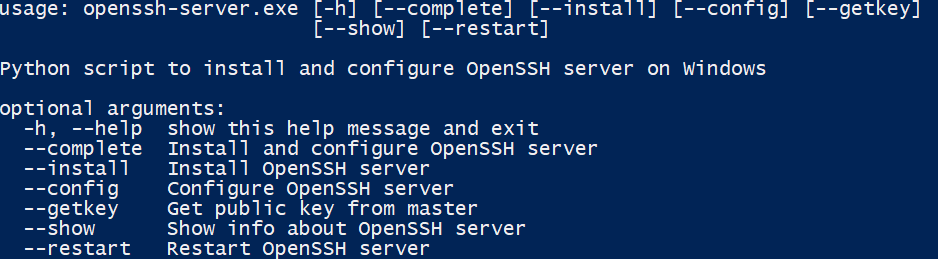 usage: openssh-server.exe [-h] [--complete] [--install] [--config] [--getkey]
[--show] [--restart]
Python script to install and configure OpenSSH server on Windows
optional arguments:
-h, --help  show this help message and exit
--complete  Install and configure OpenSSH server
--install   Install OpenSSH server
--config    Configure OpenSSH server
--getkey    Get public key from master
--show      Show info about OpenSSH server
--restart   Restart OpenSSH server